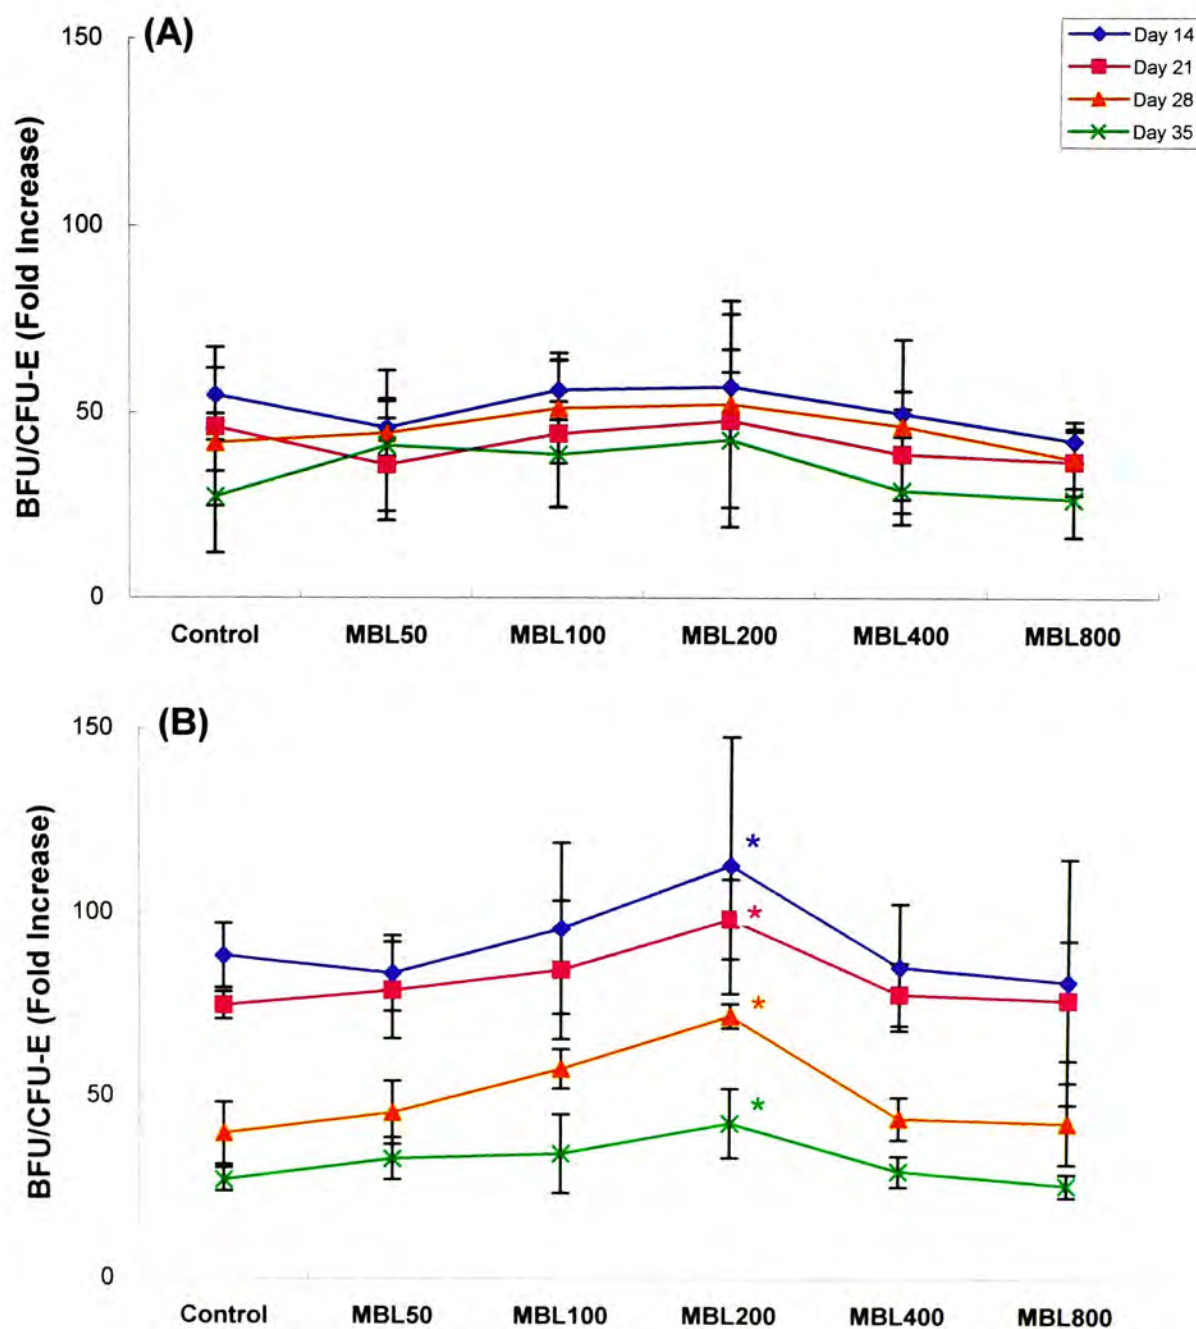 (A)
Day 14
Day 21
Day 28
Day 35
BFU/CFU-E (Fold Increase)
150
100
50
0
Control MBL50 MBL100 MBL200 MBL400 MBL800
(B)
BFU/CFU-E (Fold Increase)
150
100
50
0
*
*
*
*
Control MBL50 MBL100 MBL200 MBL400 MBL800